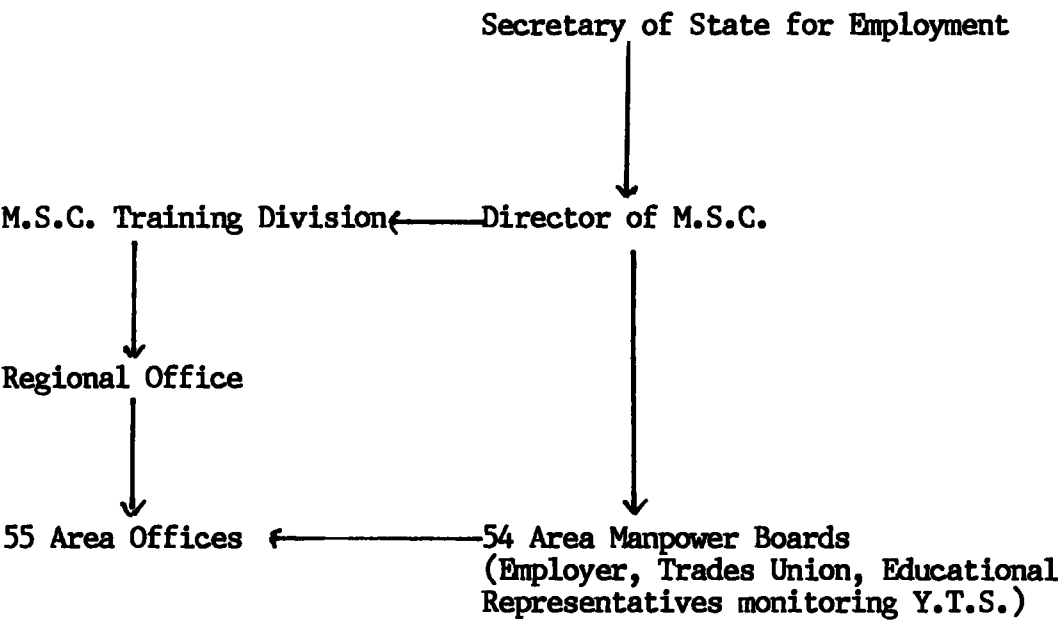 Secretary of State for Employment
M.S.C. Training Division
Director of M.S.C.
Regional Office
55 Area Offices
54 Area Manpower Boards
(Employer, Trades Union, Educational
Representatives monitoring Y.T.S.)